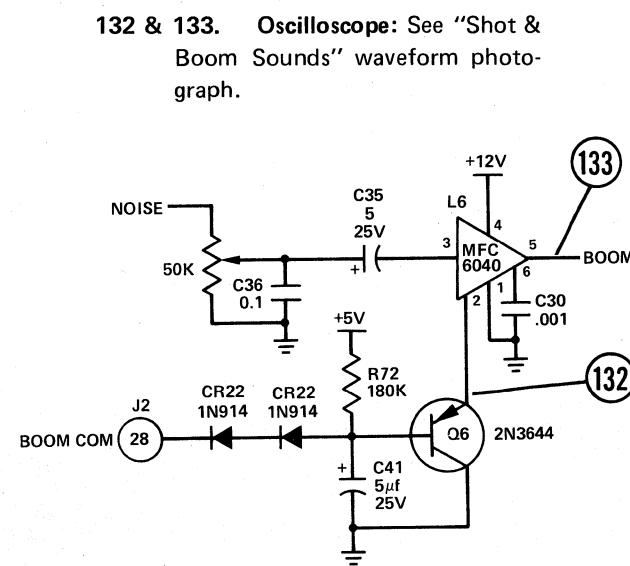 132 & 133. Oscilloscope: See "Shot &
Boom Sounds" waveform photo-
graph.
133
+12V
C35
5
25V
L6
NOISE
4
3
MFC
6040
5
BOOM
6
50K
+
C36
0.1
2
1
C30
.001
+5V
132
R72
180K
CR22
1N914
CR22
1N914
J2
BOOM COM
28
Q6
2N3644
+
C41
5µf
25V